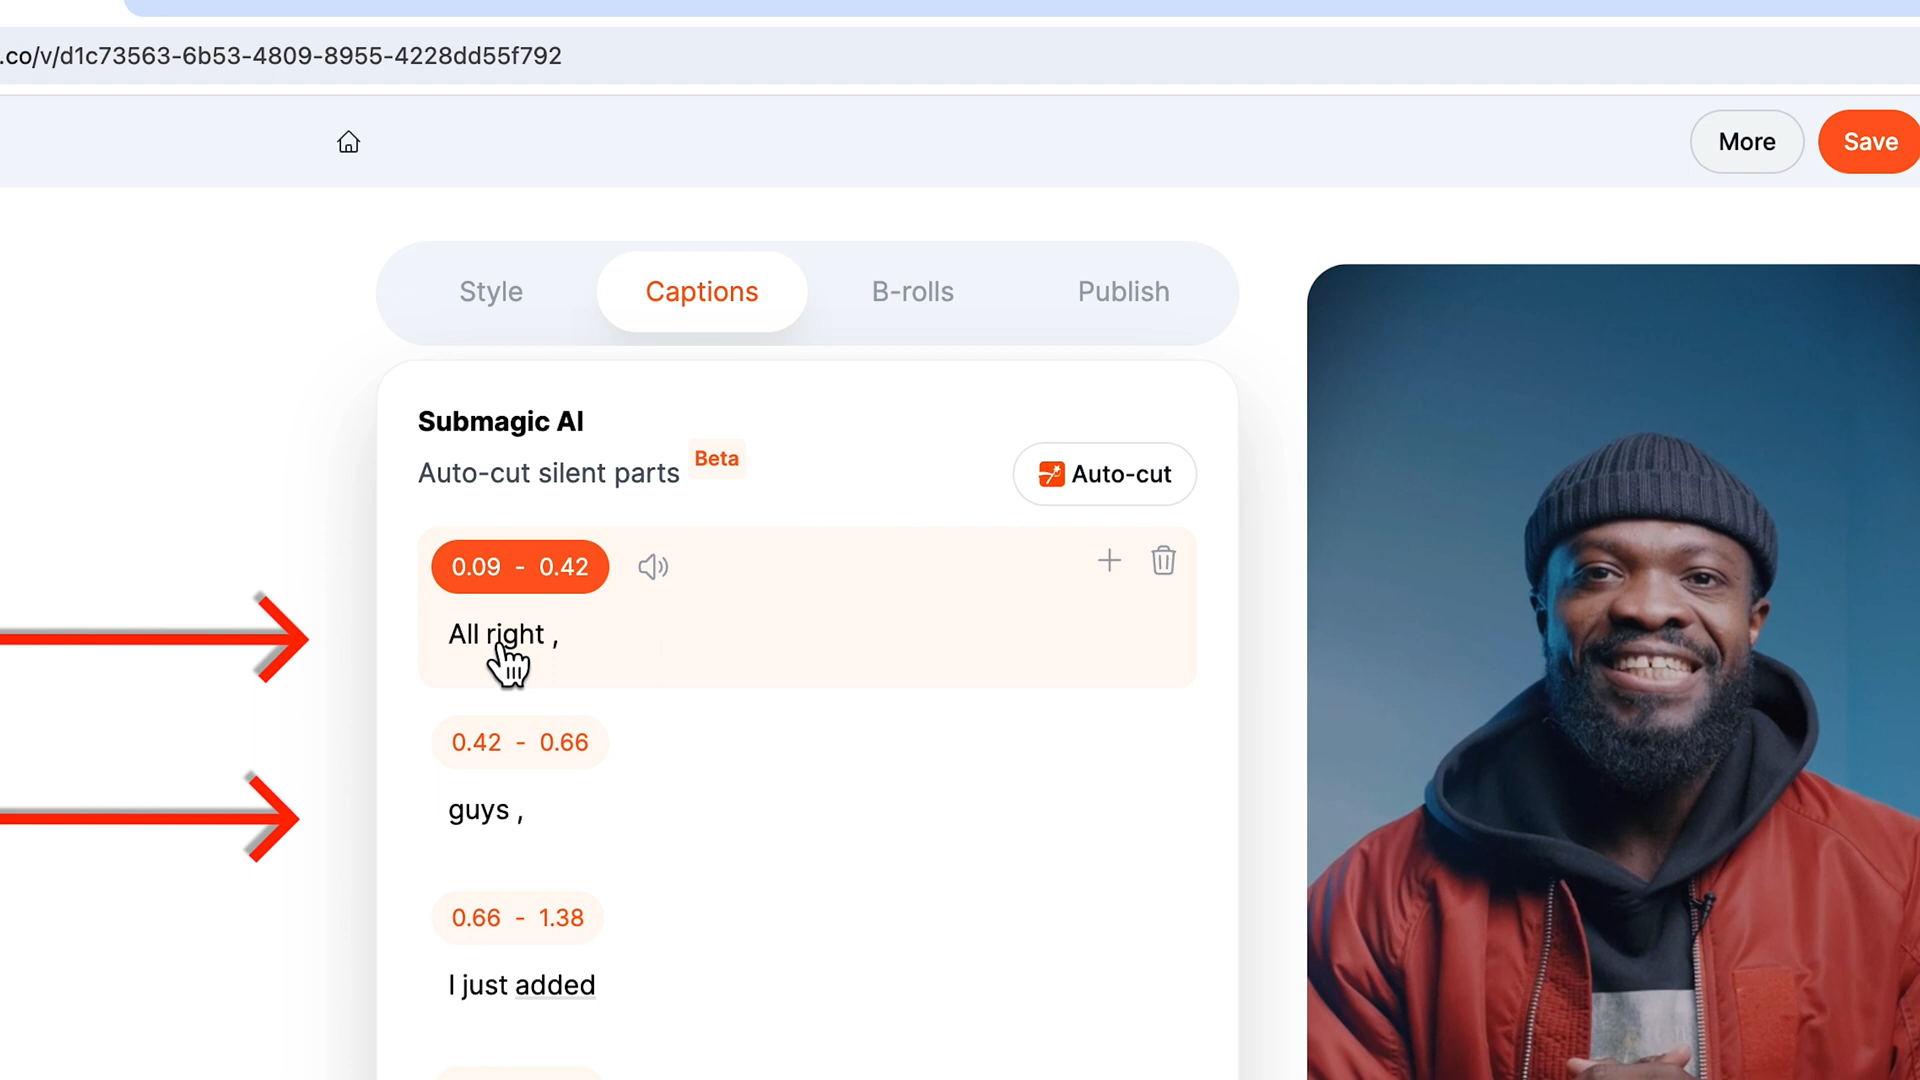 .co/v/d1c73563-6b53-4809-8955-4228dd55f792
More
Save
Style
Captions
B-rolls
Publish
Submagic AI
Auto-cut silent parts
Beta
Auto-cut
0.09 - 0.42
All right ,
0.42 - 0.66
guys ,
0.66 - 1.38
I just added